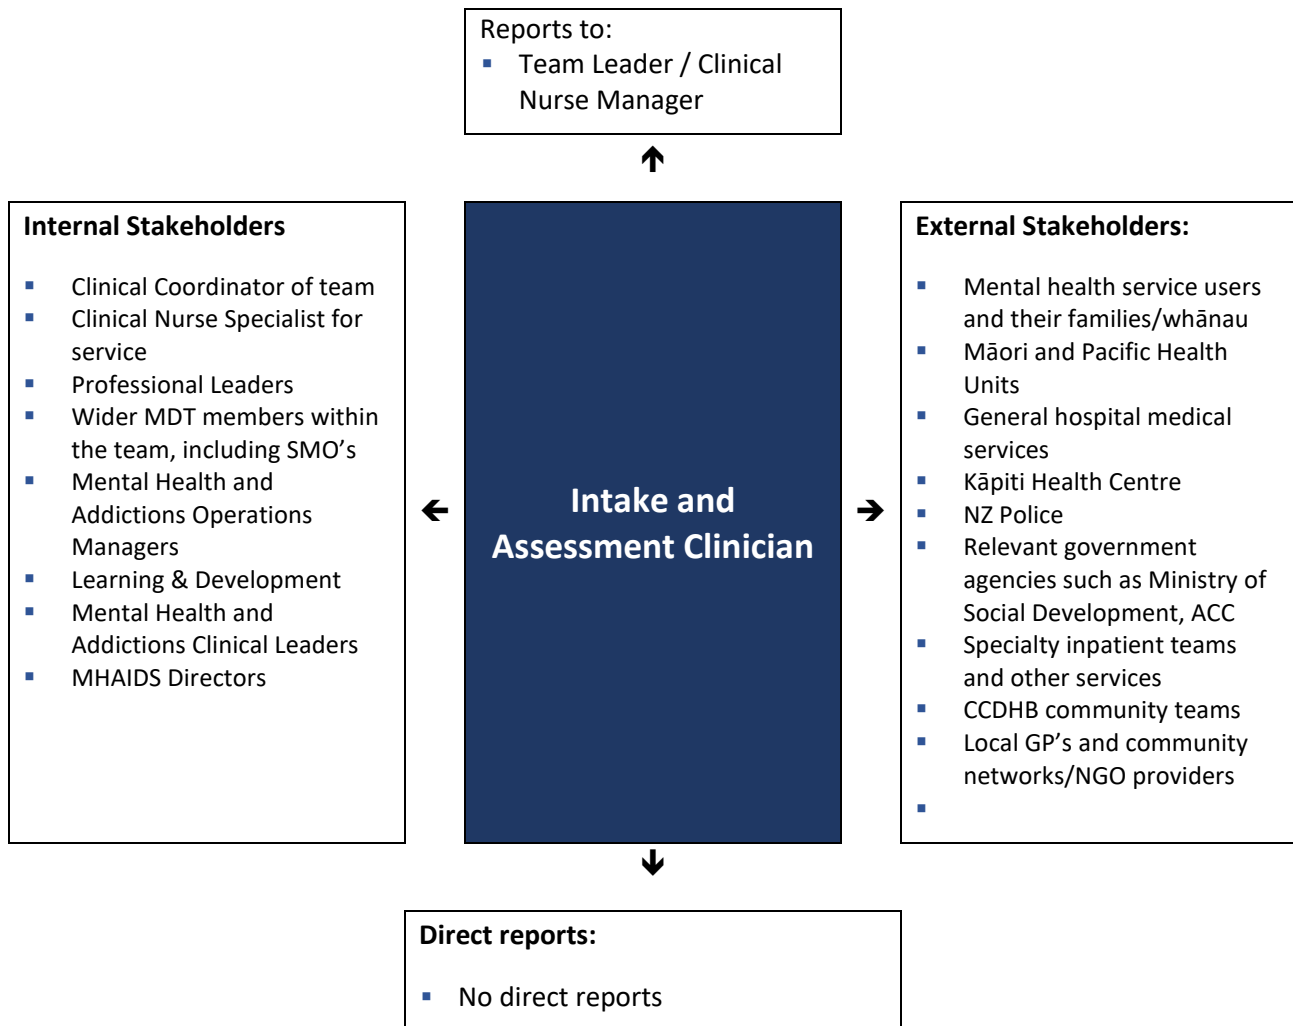 Reports to:
▪ Team Leader / Clinical
Nurse Manager
Internal Stakeholders
▪ Clinical Coordinator of team
▪ Clinical Nurse Specialist for
service
▪ Professional Leaders
▪ Wider MDT members within
the team, including SMO's
▪ Mental Health and
Addictions Operations
Managers
▪ Learning & Development
▪ Mental Health and
Addictions Clinical Leaders
▪ MHAIDS Directors
Intake and
Assessment Clinician
External Stakeholders:
▪ Mental health service users
and their families/whānau
▪ Māori and Pacific Health
Units
▪ General hospital medical
services
▪ Kāpiti Health Centre
▪ NZ Police
▪ Relevant government
agencies such as Ministry of
Social Development, ACC
▪ Specialty inpatient teams
and other services
▪ CCDHB community teams
▪ Local GP's and community
networks/NGO providers
▪
Direct reports:
▪ No direct reports